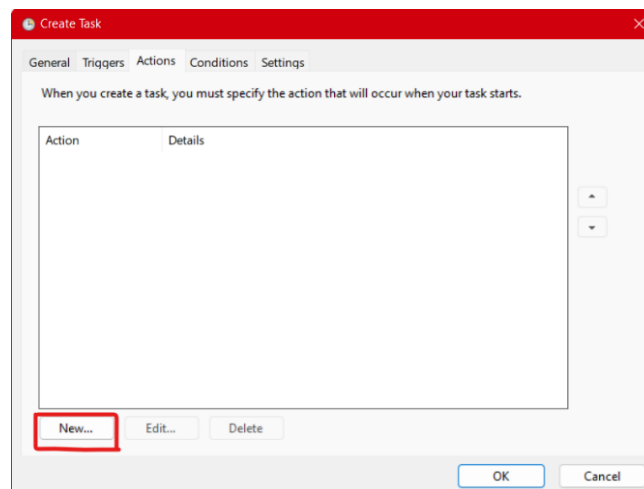 Create Task
General Triggers Actions Conditions Settings
When you create a task, you must specify the action that will occur when your task starts.
Action Details
New... Edit... Delete
OK Cancel